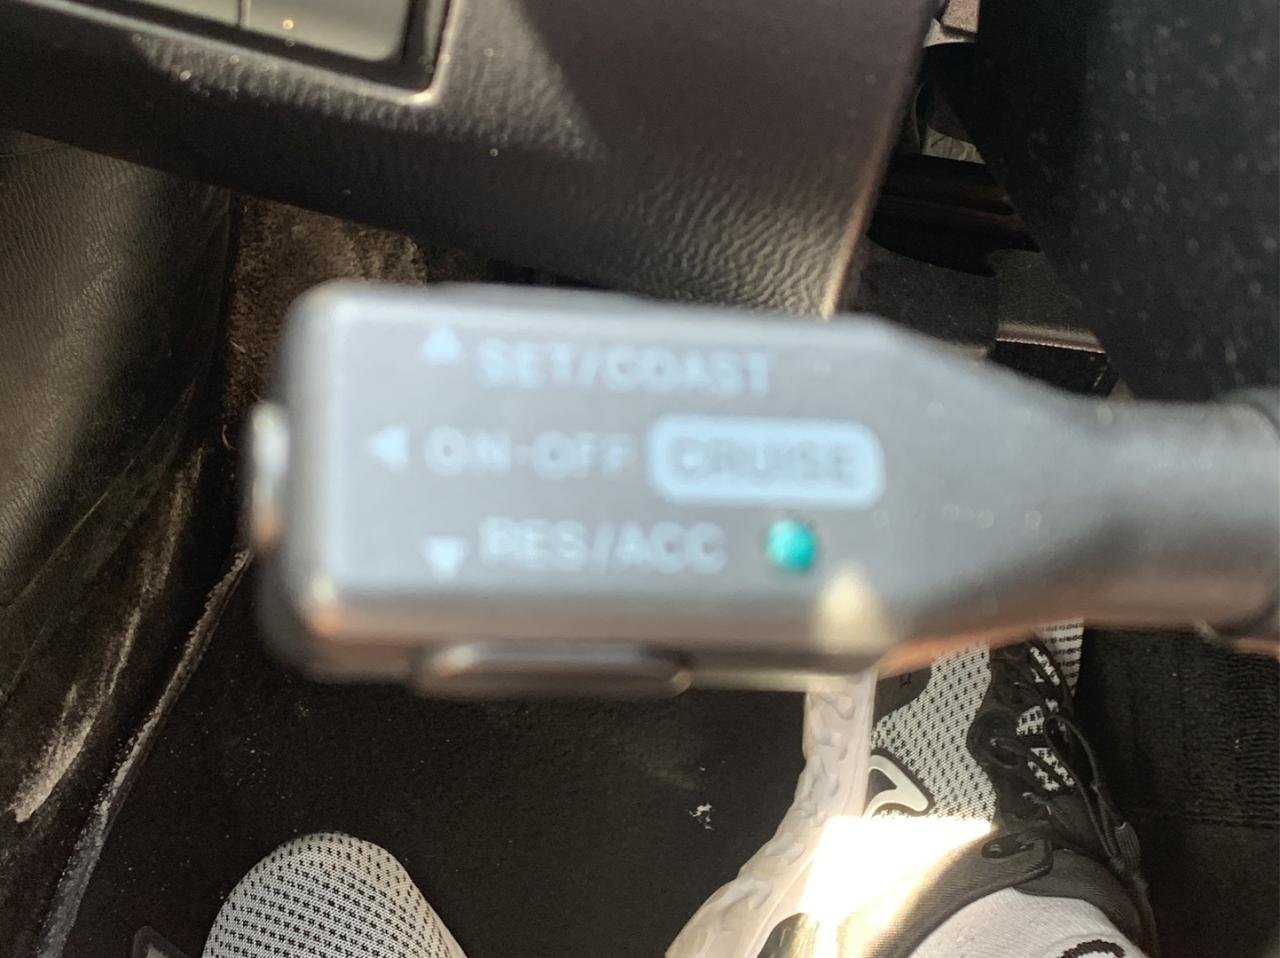 ▲ SET/COAST
◀ ON-OFF CRUISE
▼ RES/ACC